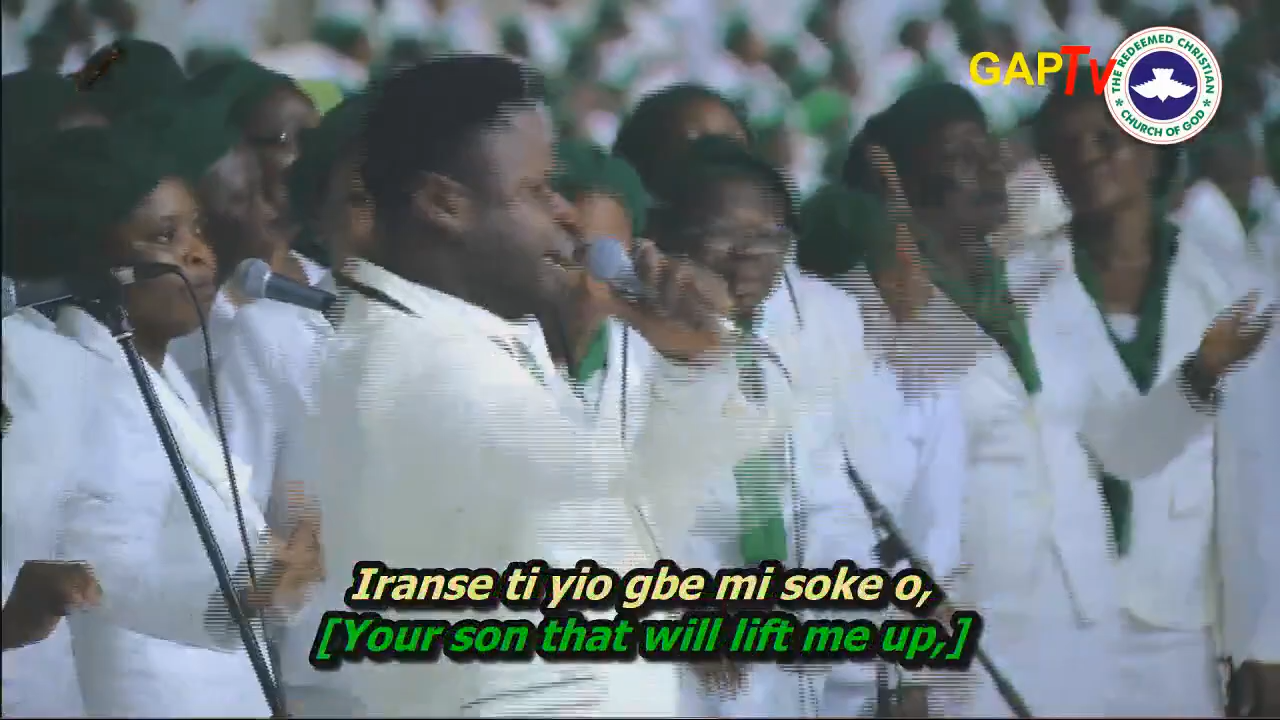 GAPTv
THE REDEEMED CHRISTIAN
CHURCH OF GOD
Iranse ti yio gbe mi soke o,
[Your son that will lift me up,]